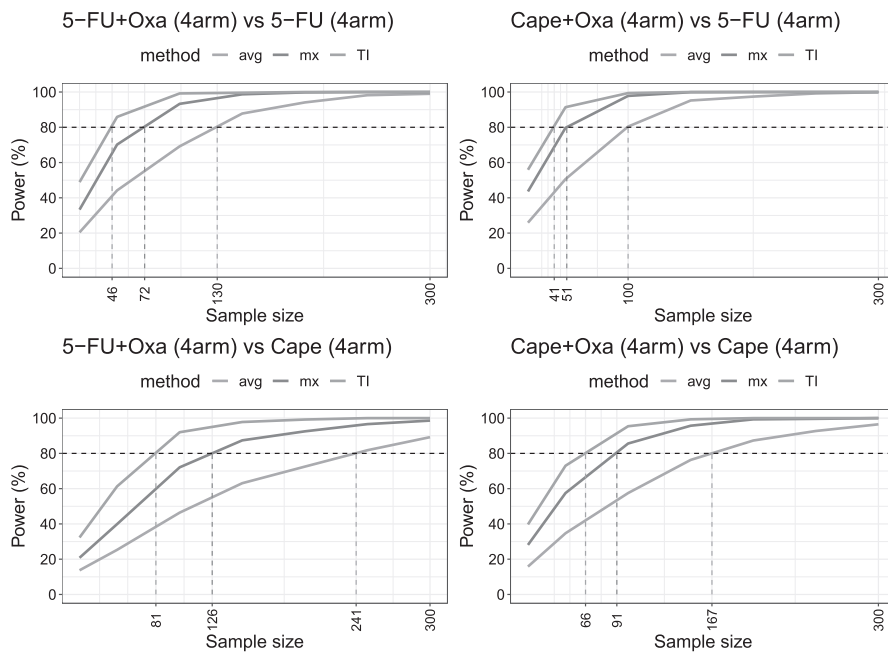 5−FU+Oxa (4arm) vs 5−FU (4arm)
method avg mx TI
100
80
60
40
20
0
Power (%)
46
72
130
300
Sample size
Cape+Oxa (4arm) vs 5−FU (4arm)
method avg mx TI
100
80
60
40
20
0
Power (%)
41
51
100
300
Sample size
5−FU+Oxa (4arm) vs Cape (4arm)
method avg mx TI
100
80
60
40
20
0
Power (%)
81
126
241
300
Sample size
Cape+Oxa (4arm) vs Cape (4arm)
method avg mx TI
100
80
60
40
20
0
Power (%)
66
91
167
300
Sample size